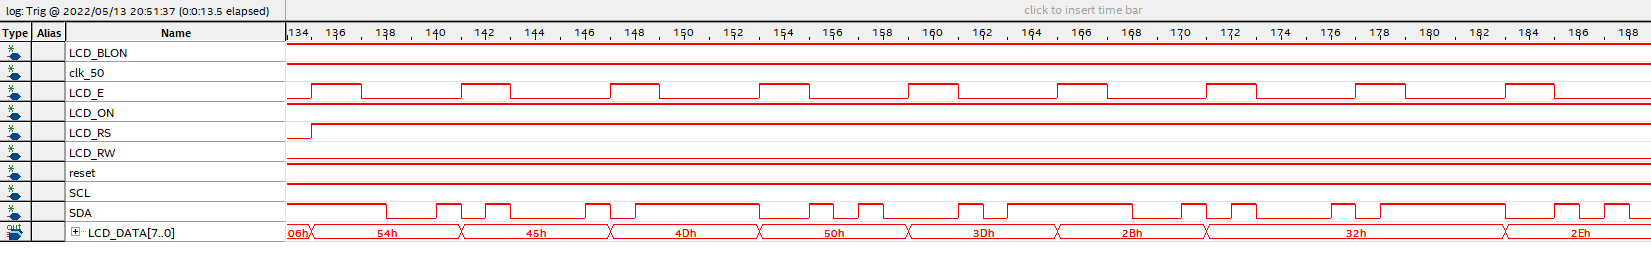 log: Trig @ 2022/05/13 20:51:37 (0:0:13.5 elapsed) click to insert time bar
Type Alias Name 134 136 138 140 142 144 146 148 150 152 154 156 158 160 162 164 166 168 170 172 174 176 178 180 182 184 186 188
LCD_BLON
clk_50
LCD_E
LCD_ON
LCD_RS
LCD_RW
reset
SCL
SDA
out LCD_DATA[7..0] 06h 54h 45h 4Dh 50h 3Dh 2Bh 32h 2Eh